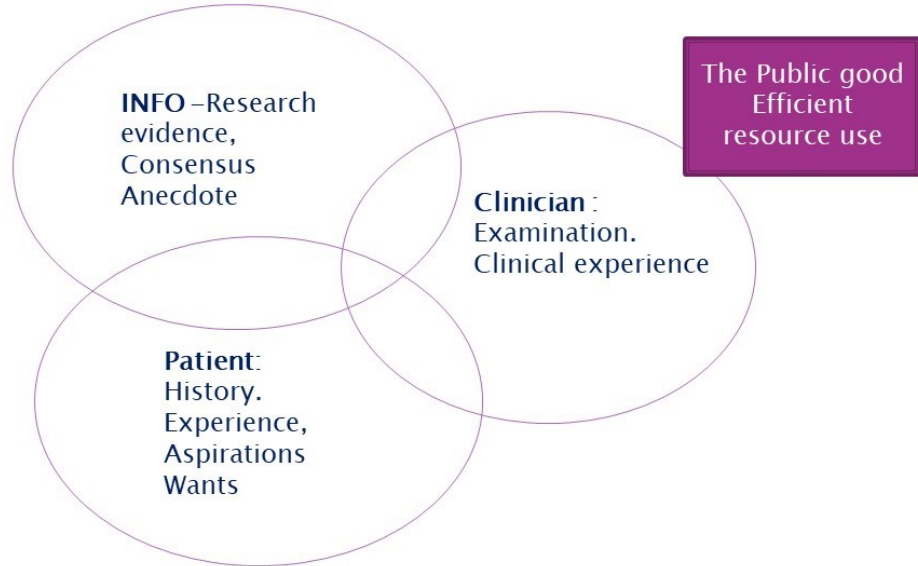 INFO –Research
evidence,
Consensus
Anecdote
Clinician :
Examination.
Clinical experience
Patient:
History.
Experience,
Aspirations
Wants
The Public good
Efficient
resource use